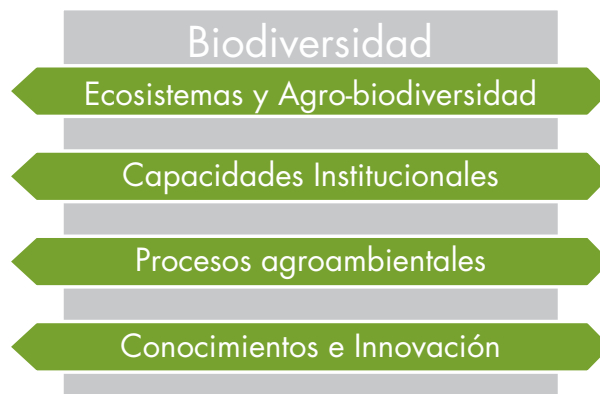 Biodiversidad
Ecosistemas y Agro-biodiversidad
Capacidades Institucionales
Procesos agroambientales
Conocimientos e Innovación